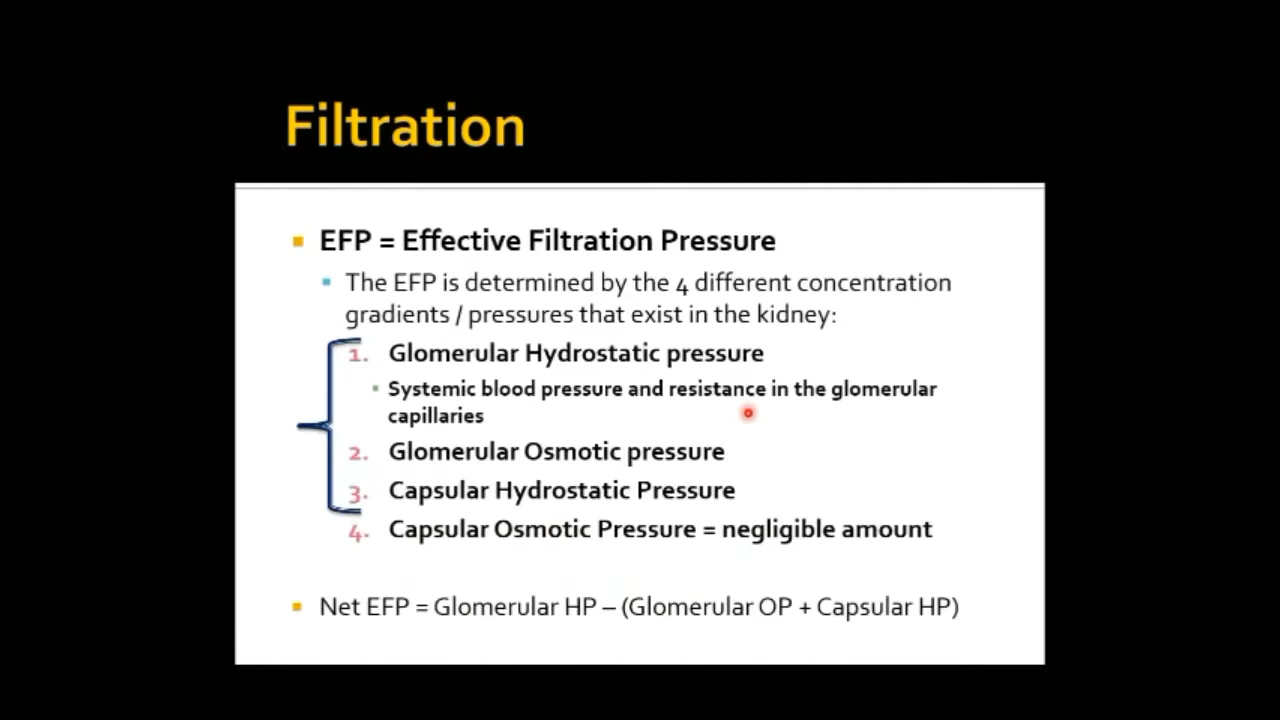 Filtration
EFP = Effective Filtration Pressure
The EFP is determined by the 4 different concentration
gradients / pressures that exist in the kidney:
1. Glomerular Hydrostatic pressure
Systemic blood pressure and resistance in the glomerular
capillaries
2. Glomerular Osmotic pressure
3. Capsular Hydrostatic Pressure
4. Capsular Osmotic Pressure = negligible amount
Net EFP = Glomerular HP – (Glomerular OP + Capsular HP)